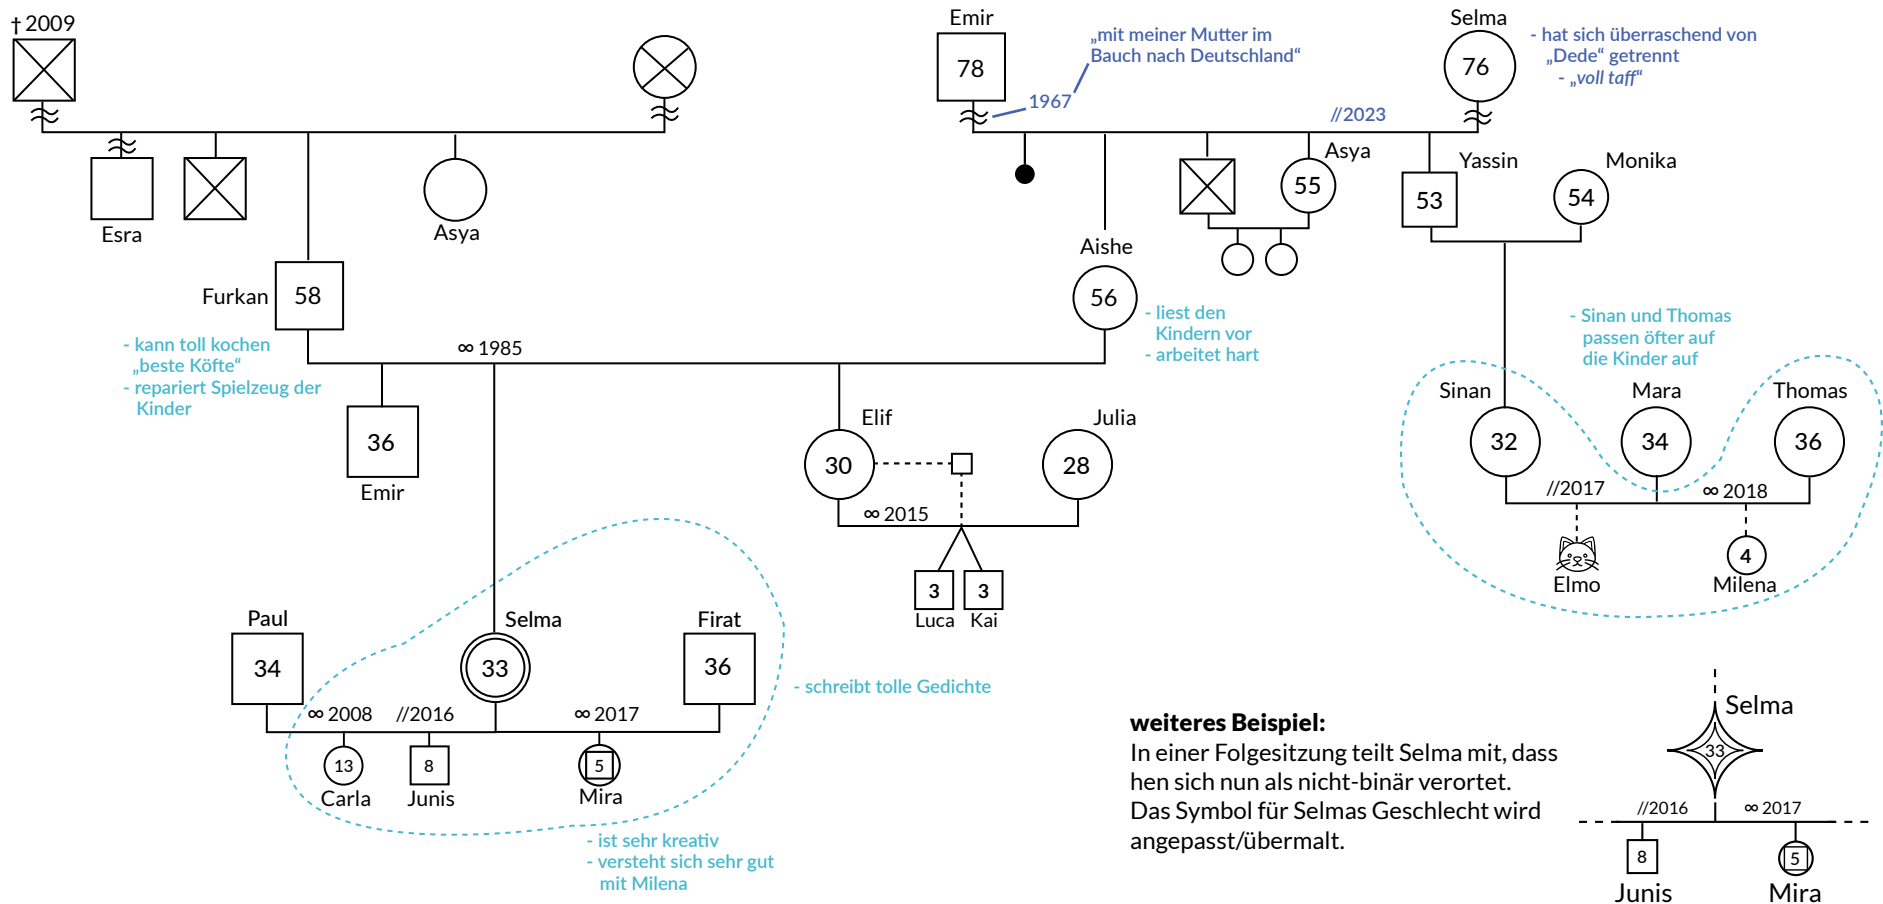 † 2009
Emir
78
„mit meiner Mutter im
Bauch nach Deutschland“
1967
//2023
Selma
76
- hat sich überraschend von
„Dede“ getrennt
- „voll taff“
Esra
Asya
Asya
55
Yassin
53
Monika
54
Furkan
58
- kann toll kochen
„beste Köfte“
- repariert Spielzeug der
Kinder
Aishe
56
- liest den
Kindern vor
- arbeitet hart
∞ 1985
36
Emir
Elif
30
Julia
28
∞ 2015
3
Luca
3
Kai
- Sinan und Thomas
passen öfter auf
die Kinder auf
Sinan
32
Mara
34
Thomas
36
//2017
∞ 2018
Elmo
4
Milena
Paul
34
Selma
33
Firat
36
- schreibt tolle Gedichte
∞ 2008
//2016
∞ 2017
13
Carla
8
Junis
5
Mira
- ist sehr kreativ
- versteht sich sehr gut
mit Milena
weiteres Beispiel:
In einer Folgesitzung teilt Selma mit, dass
hen sich nun als nicht-binär verortet.
Das Symbol für Selmas Geschlecht wird
angepasst/übermalt.
Selma
33
//2016
∞ 2017
8
Junis
5
Mira